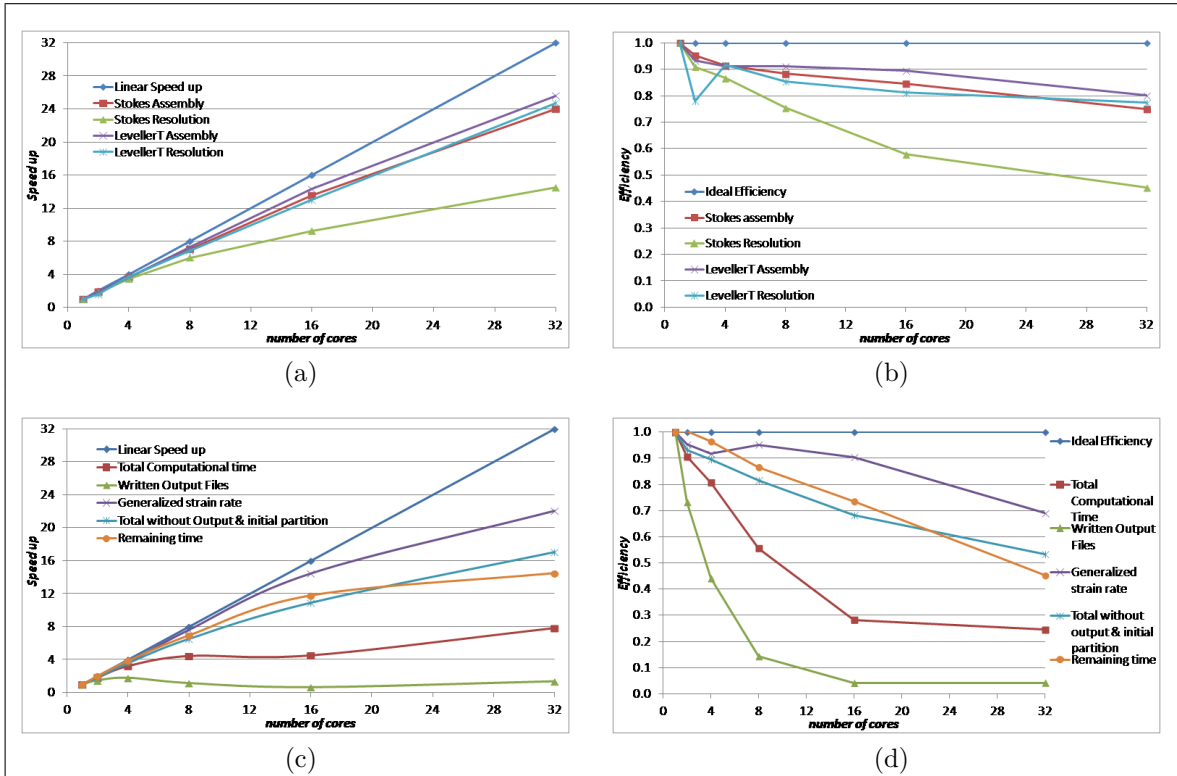 32
28
24
20
16
12
8
4
0
Speed up
Linear Speed up
Stokes Assembly
Stokes Resolution
LevellerT Assembly
LevellerT Resolution
0 4 8 12 16 20 24 28 32
number of cores
(a)
1.0
0.9
0.8
0.7
0.6
0.5
0.4
0.3
0.2
0.1
0.0
Efficiency
Ideal Efficiency
Stokes assembly
Stokes Resolution
LevellerT Assembly
LevellerT Resolution
0 4 8 12 16 20 24 28 32
number of cores
(b)
32
28
24
20
16
12
8
4
0
Speed up
Linear Speed up
Total Computational time
Written Output Files
Generalized strain rate
Total without Output & initial partition
Remaining time
0 4 8 12 16 20 24 28 32
number of cores
(c)
1.0
0.9
0.8
0.7
0.6
0.5
0.4
0.3
0.2
0.1
0.0
Efficiency
Ideal Efficiency
Total
Computational
Time
Written Output
Files
Generalized
strain rate
Total without
output & initial
partition
Remaining time
0 4 8 12 16 20 24 28 32
number of cores
(d)